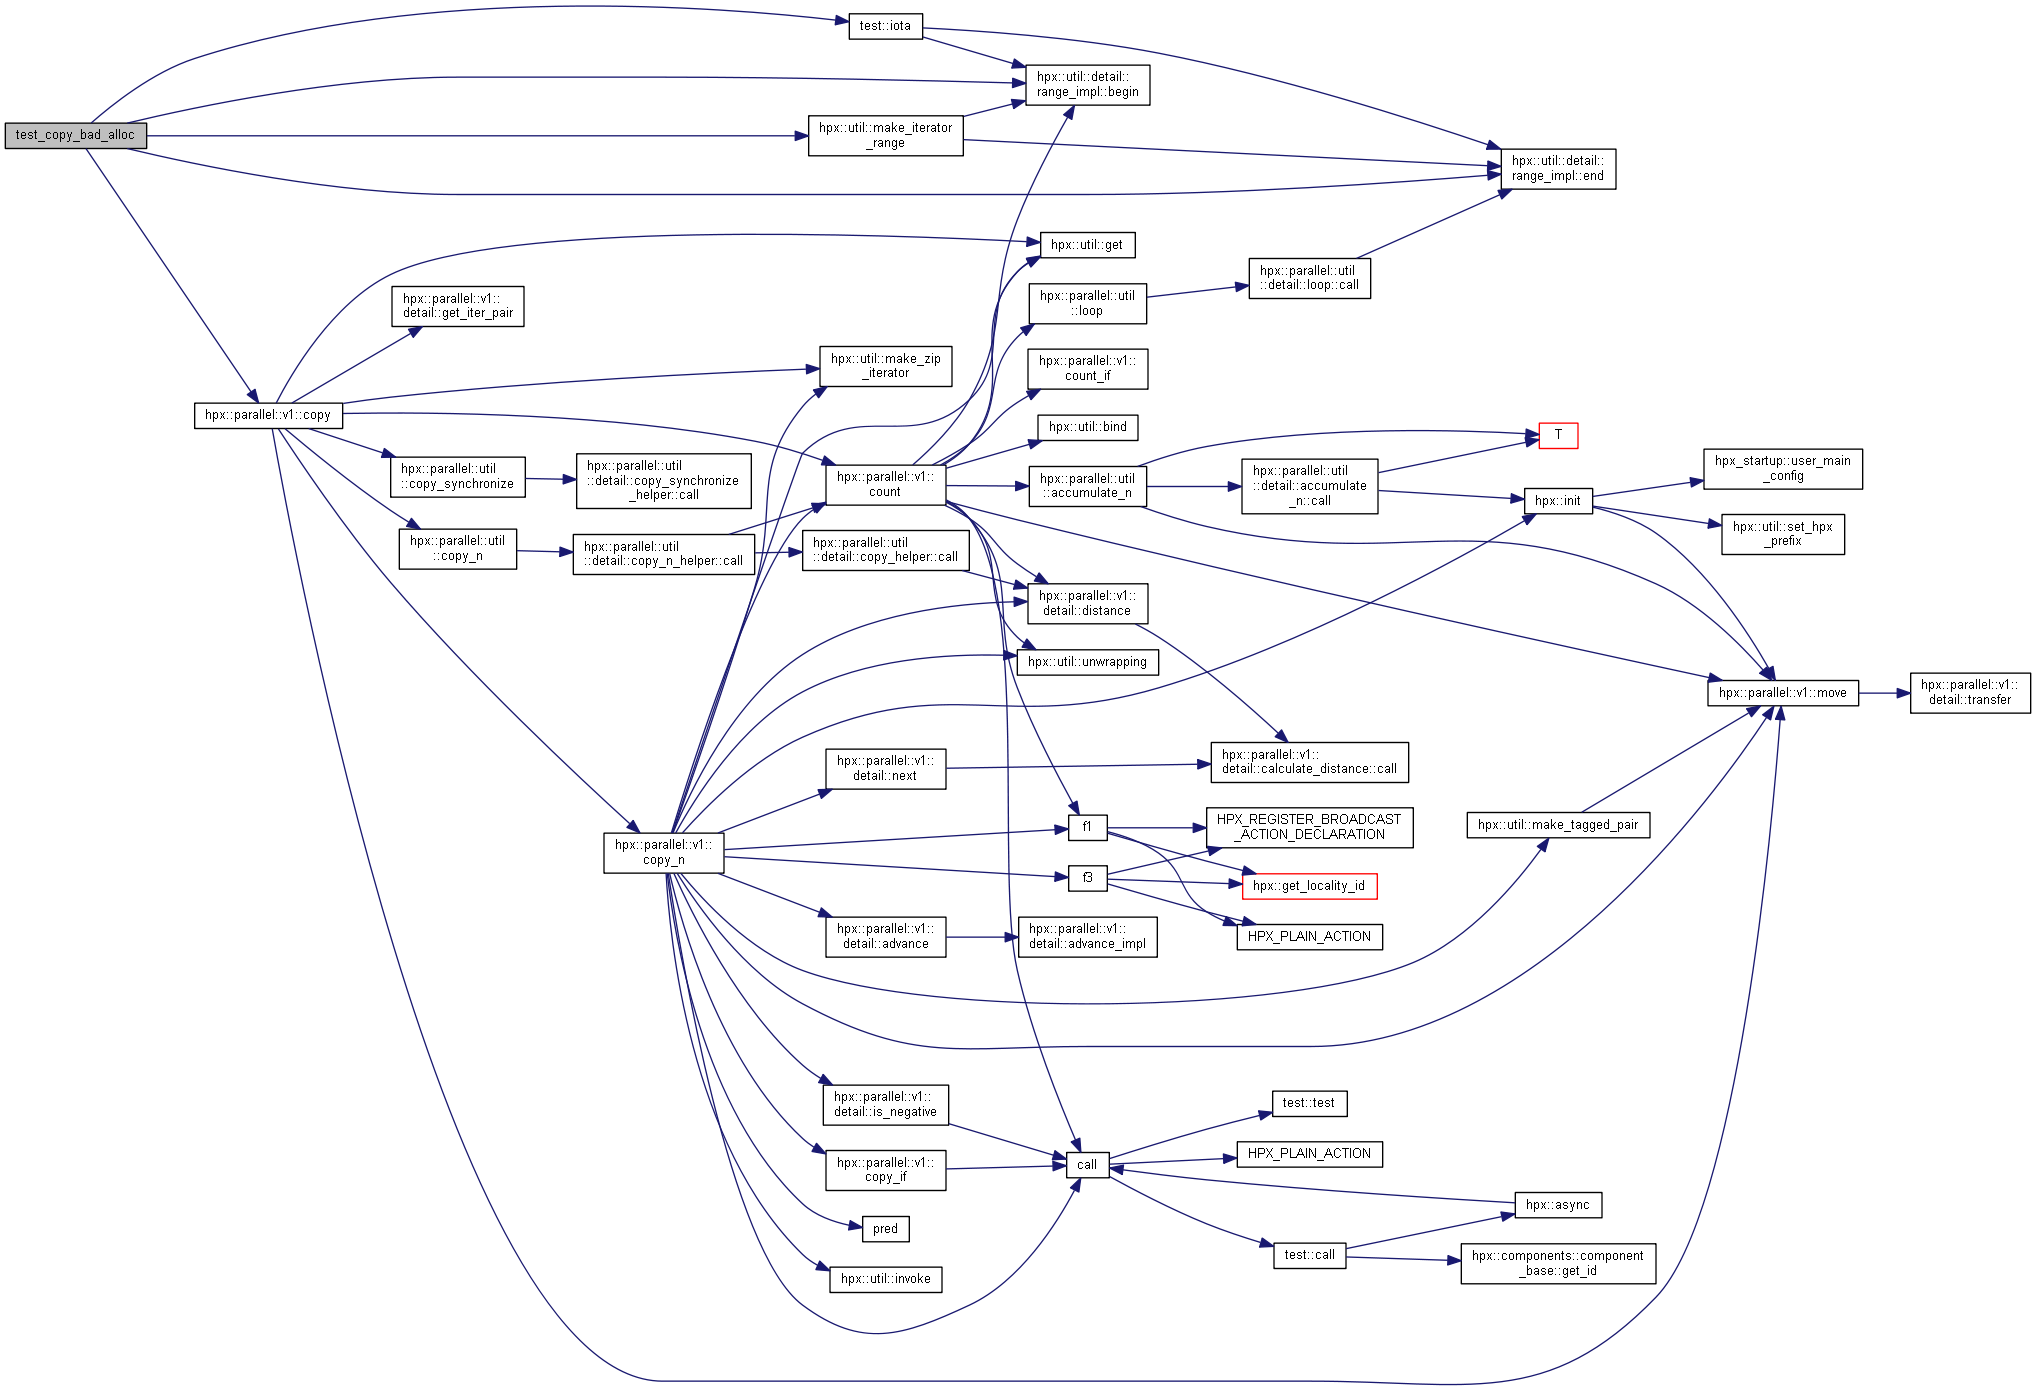 test_copy_bad_alloc
test::iota
hpx::util::detail::
range_impl::begin
hpx::util::make_iterator
_range
hpx::util::detail::
range_impl::end
hpx::util::get
hpx::parallel::util
::detail::loop::call
hpx::parallel::v1::
detail::get_iter_pair
hpx::parallel::util
::loop
hpx::util::make_zip
_iterator
hpx::parallel::v1::
count_if
hpx::parallel::v1::copy
hpx::util::bind
T
hpx::parallel::util
::copy_synchronize
hpx::parallel::util
::detail::copy_synchronize
_helper::call
hpx::parallel::v1::
count
hpx::parallel::util
::accumulate_n
hpx::parallel::util
::detail::accumulate
_n::call
hpx::init
hpx_startup::user_main
_config
hpx::util::set_hpx
_prefix
hpx::parallel::util
::copy_n
hpx::parallel::util
::detail::copy_n_helper::call
hpx::parallel::util
::detail::copy_helper::call
hpx::parallel::v1::
detail::distance
hpx::util::unwrapping
hpx::parallel::v1::move
hpx::parallel::v1::
detail::transfer
hpx::parallel::v1::
detail::next
hpx::parallel::v1::
detail::calculate_distance::call
hpx::parallel::v1::
copy_n
f1
HPX_REGISTER_BROADCAST
_ACTION_DECLARATION
hpx::util::make_tagged_pair
f3
hpx::get_locality_id
hpx::parallel::v1::
detail::advance
hpx::parallel::v1::
detail::advance_impl
HPX_PLAIN_ACTION
hpx::parallel::v1::
detail::is_negative
test::test
hpx::parallel::v1::
copy_if
call
HPX_PLAIN_ACTION
hpx::async
pred
test::call
hpx::components::component
_base::get_id
hpx::util::invoke